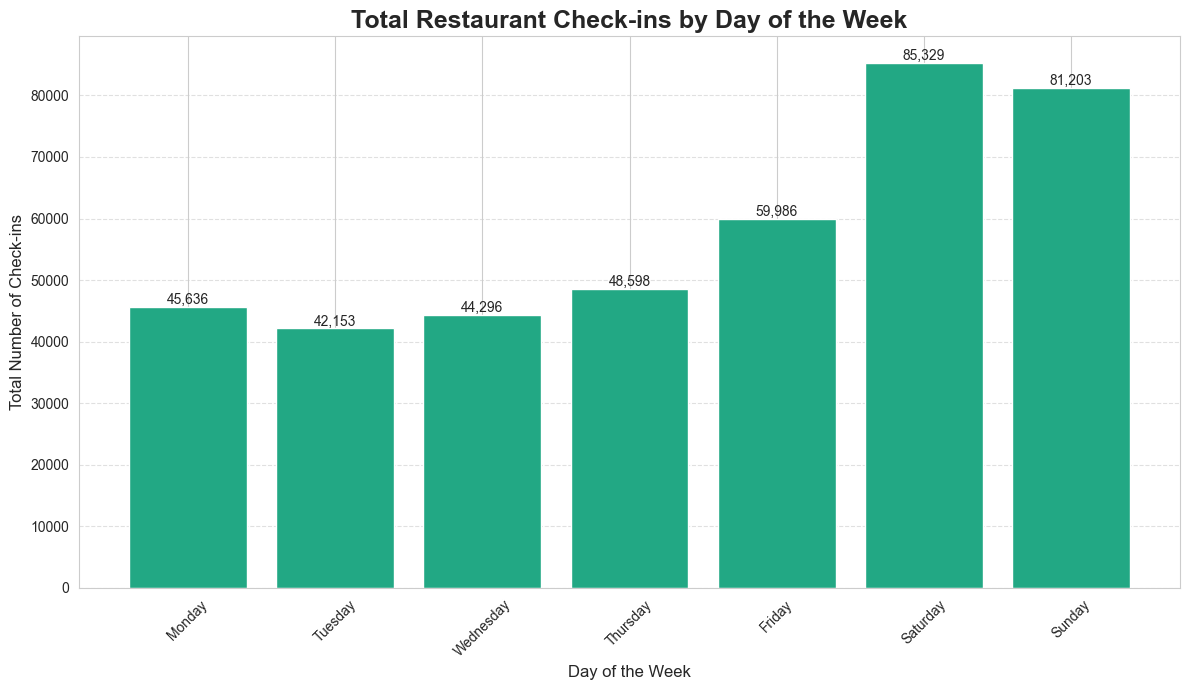 Total Restaurant Check-ins by Day of the Week
Total Number of Check-ins
80000
70000
60000
50000
40000
30000
20000
10000
0
45,636
42,153
44,296
48,598
59,986
85,329
81,203
Monday
Tuesday
Wednesday
Thursday
Friday
Saturday
Sunday
Day of the Week